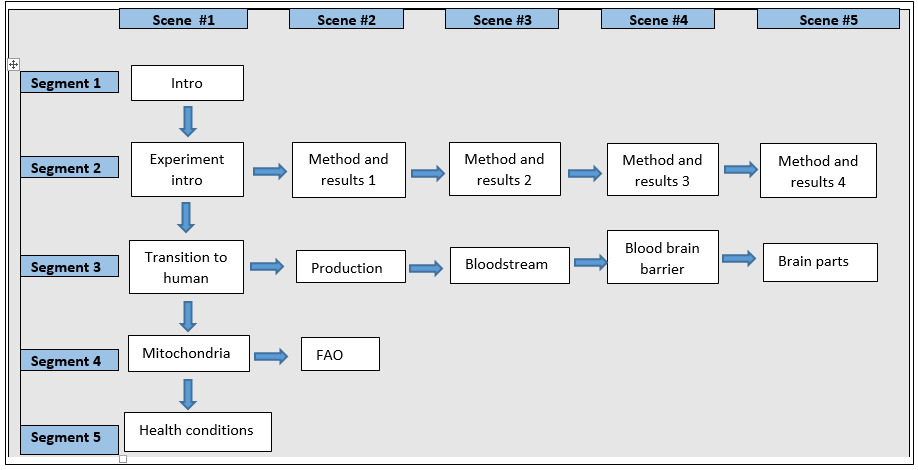 Scene #1
Scene #2
Scene #3
Scene #4
Scene #5
Segment 1
Intro
Segment 2
Experiment
intro
Method and
results 1
Method and
results 2
Method and
results 3
Method and
results 4
Segment 3
Transition to
human
Production
Bloodstream
Blood brain
barrier
Brain parts
Segment 4
Mitochondria
FAO
Segment 5
Health conditions